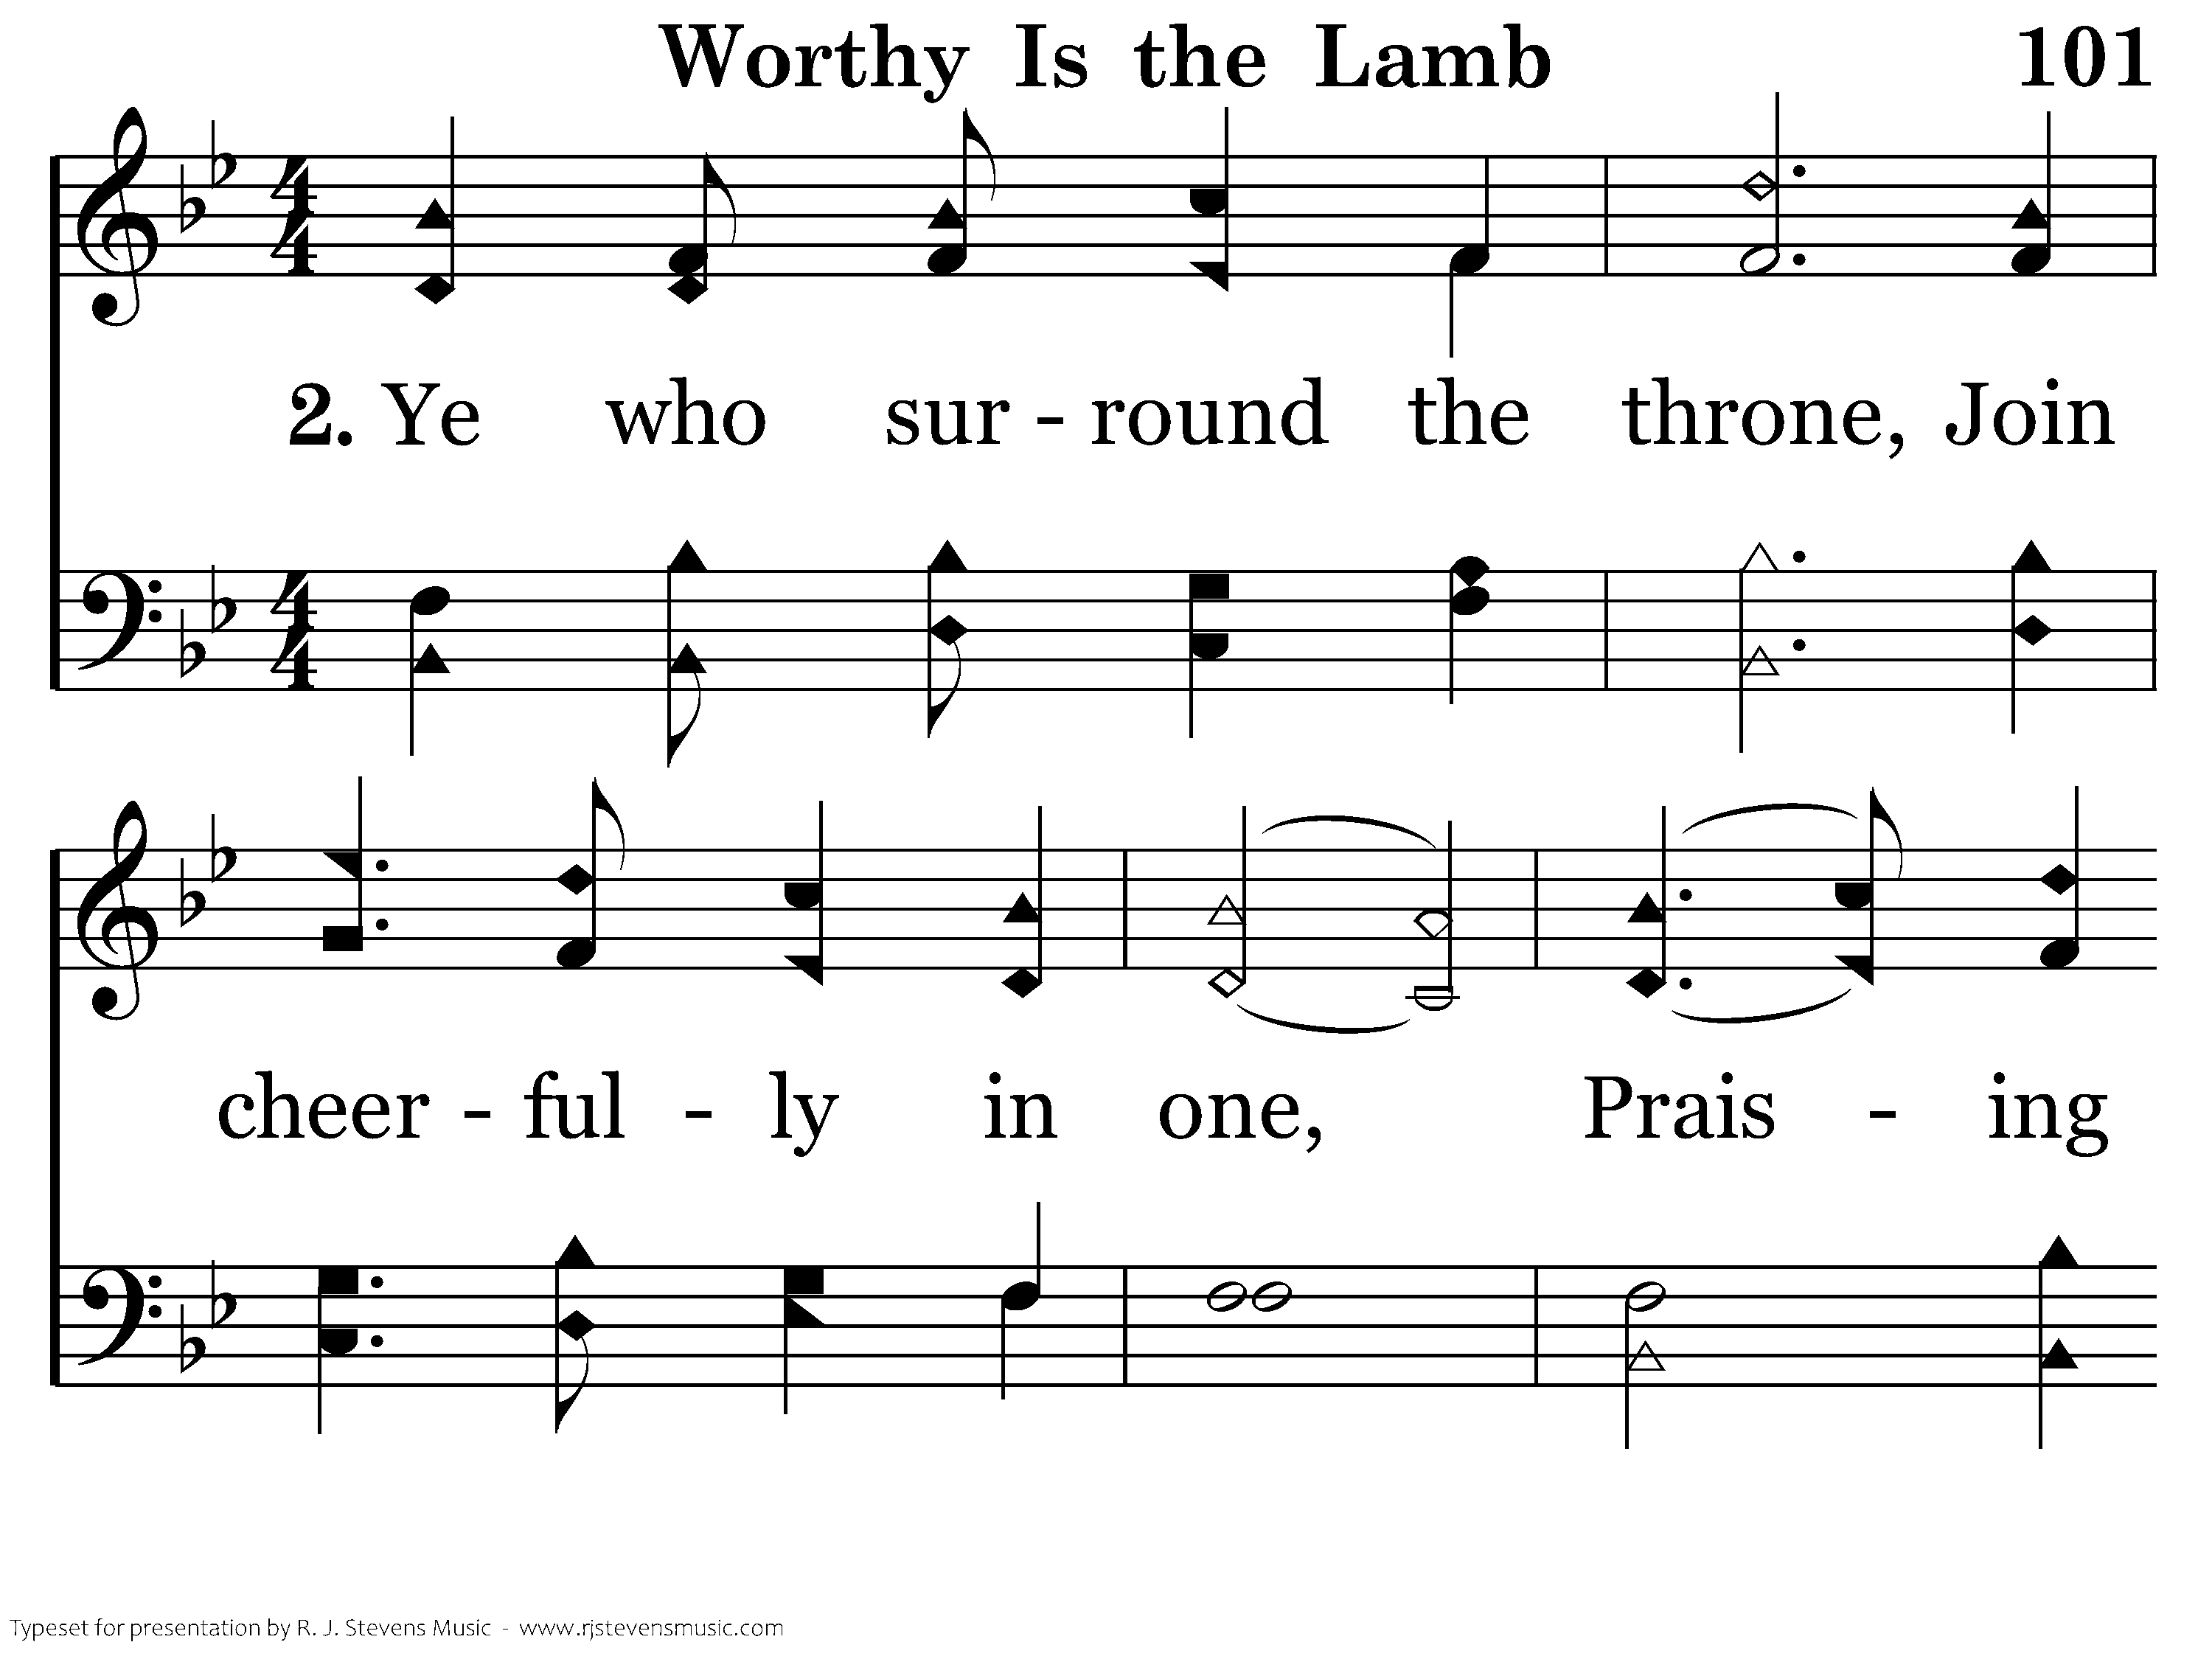 Worthy Is the Lamb 101
2. Ye who sur - round the throne, Join
cheer - ful - ly in one, Prais - ing
Typeset for presentation by R. J. Stevens Music - www.rjstevensmusic.com